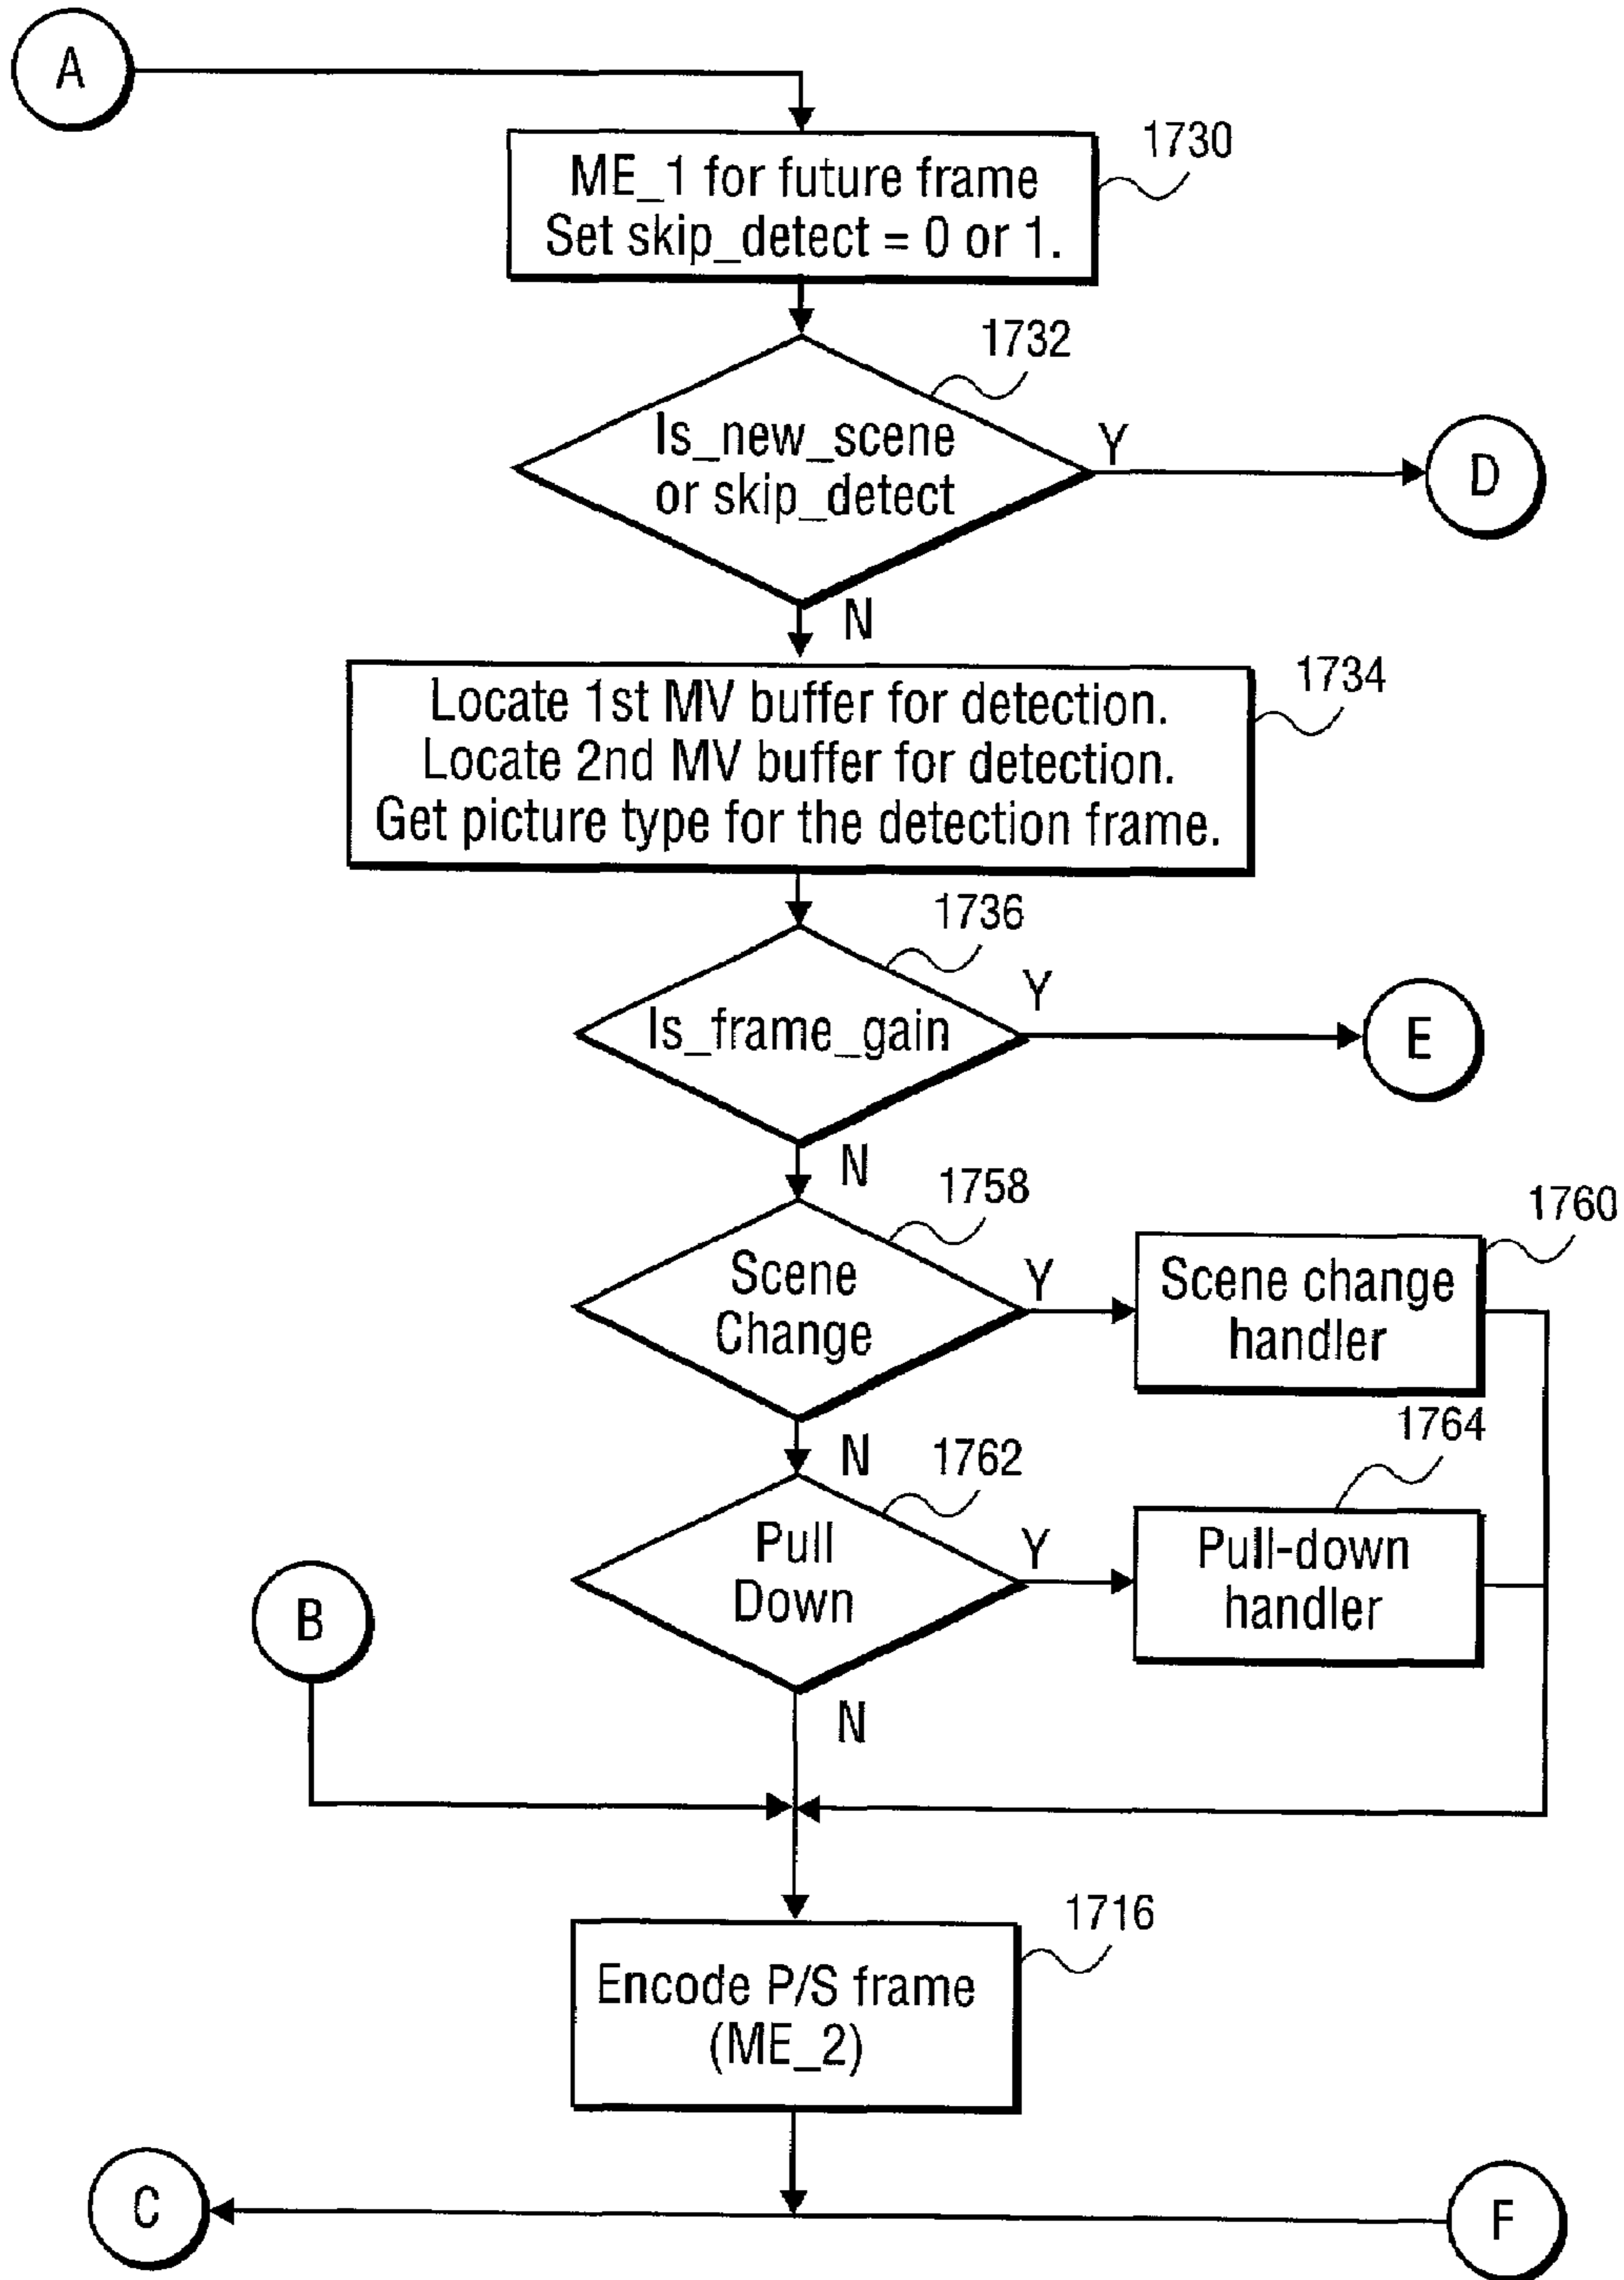 A
1730
ME_1 for future frame
Set skip_detect = 0 or 1.
1732
Is_new_scene
or skip_detect
Y
D
N
1734
Locate 1st MV buffer for detection.
Locate 2nd MV buffer for detection.
Get picture type for the detection frame.
1736
Is_frame_gain
Y
E
N
1758
Scene
Change
Y
1760
Scene change
handler
N
1762
Pull
Down
Y
1764
Pull-down
handler
B
N
1716
Encode P/S frame
(ME_2)
C
F